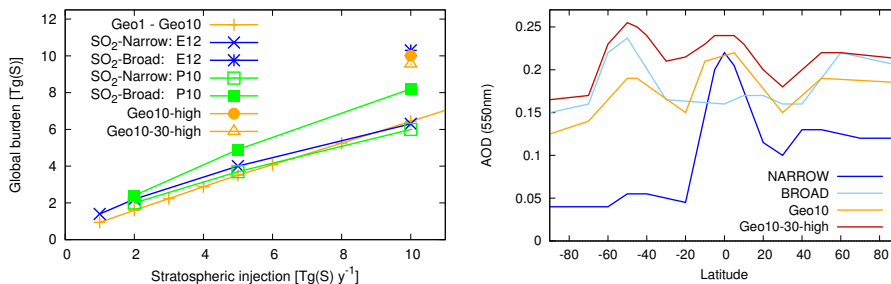 Global burden [Tg(S)]
12
10
8
6
4
2
0
0 2 4 6 8 10
Stratospheric injection [Tg(S) y-1]
Geo1 - Geo10
SO2-Narrow: E12
SO2-Broad: E12
SO2-Narrow: P10
SO2-Broad: P10
Geo10-high
Geo10-30-high
AOD (550nm)
0.25
0.2
0.15
0.1
0.05
0
-80 -60 -40 -20 0 20 40 60 80
Latitude
NARROW
BROAD
Geo10
Geo10-30-high